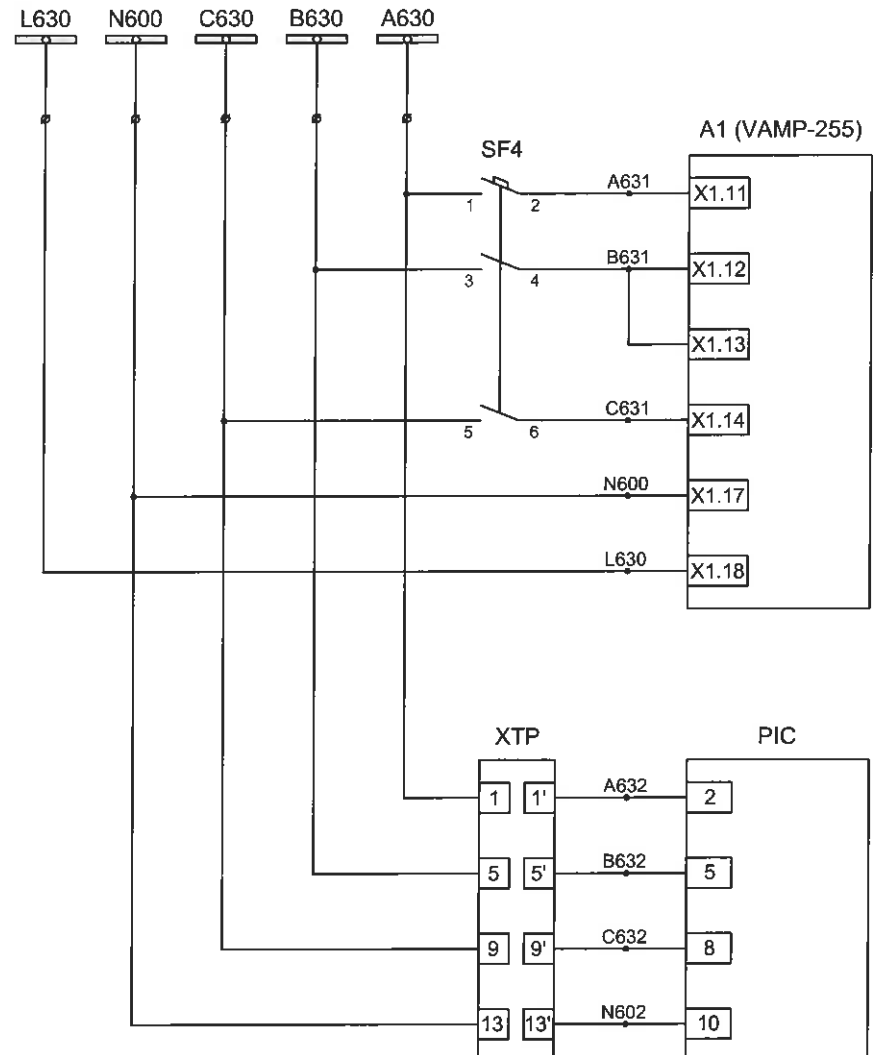 L630 N600 C630 B630 A630
A1 (VAMP-255)
SF4
1 2 A631 X1.11
3 4 B631 X1.12
X1.13
5 6 C631 X1.14
N600 X1.17
L630 X1.18
XTP PIC
1 1' A632 2
5 5' B632 5
9 9' C632 8
13 13' N602 10